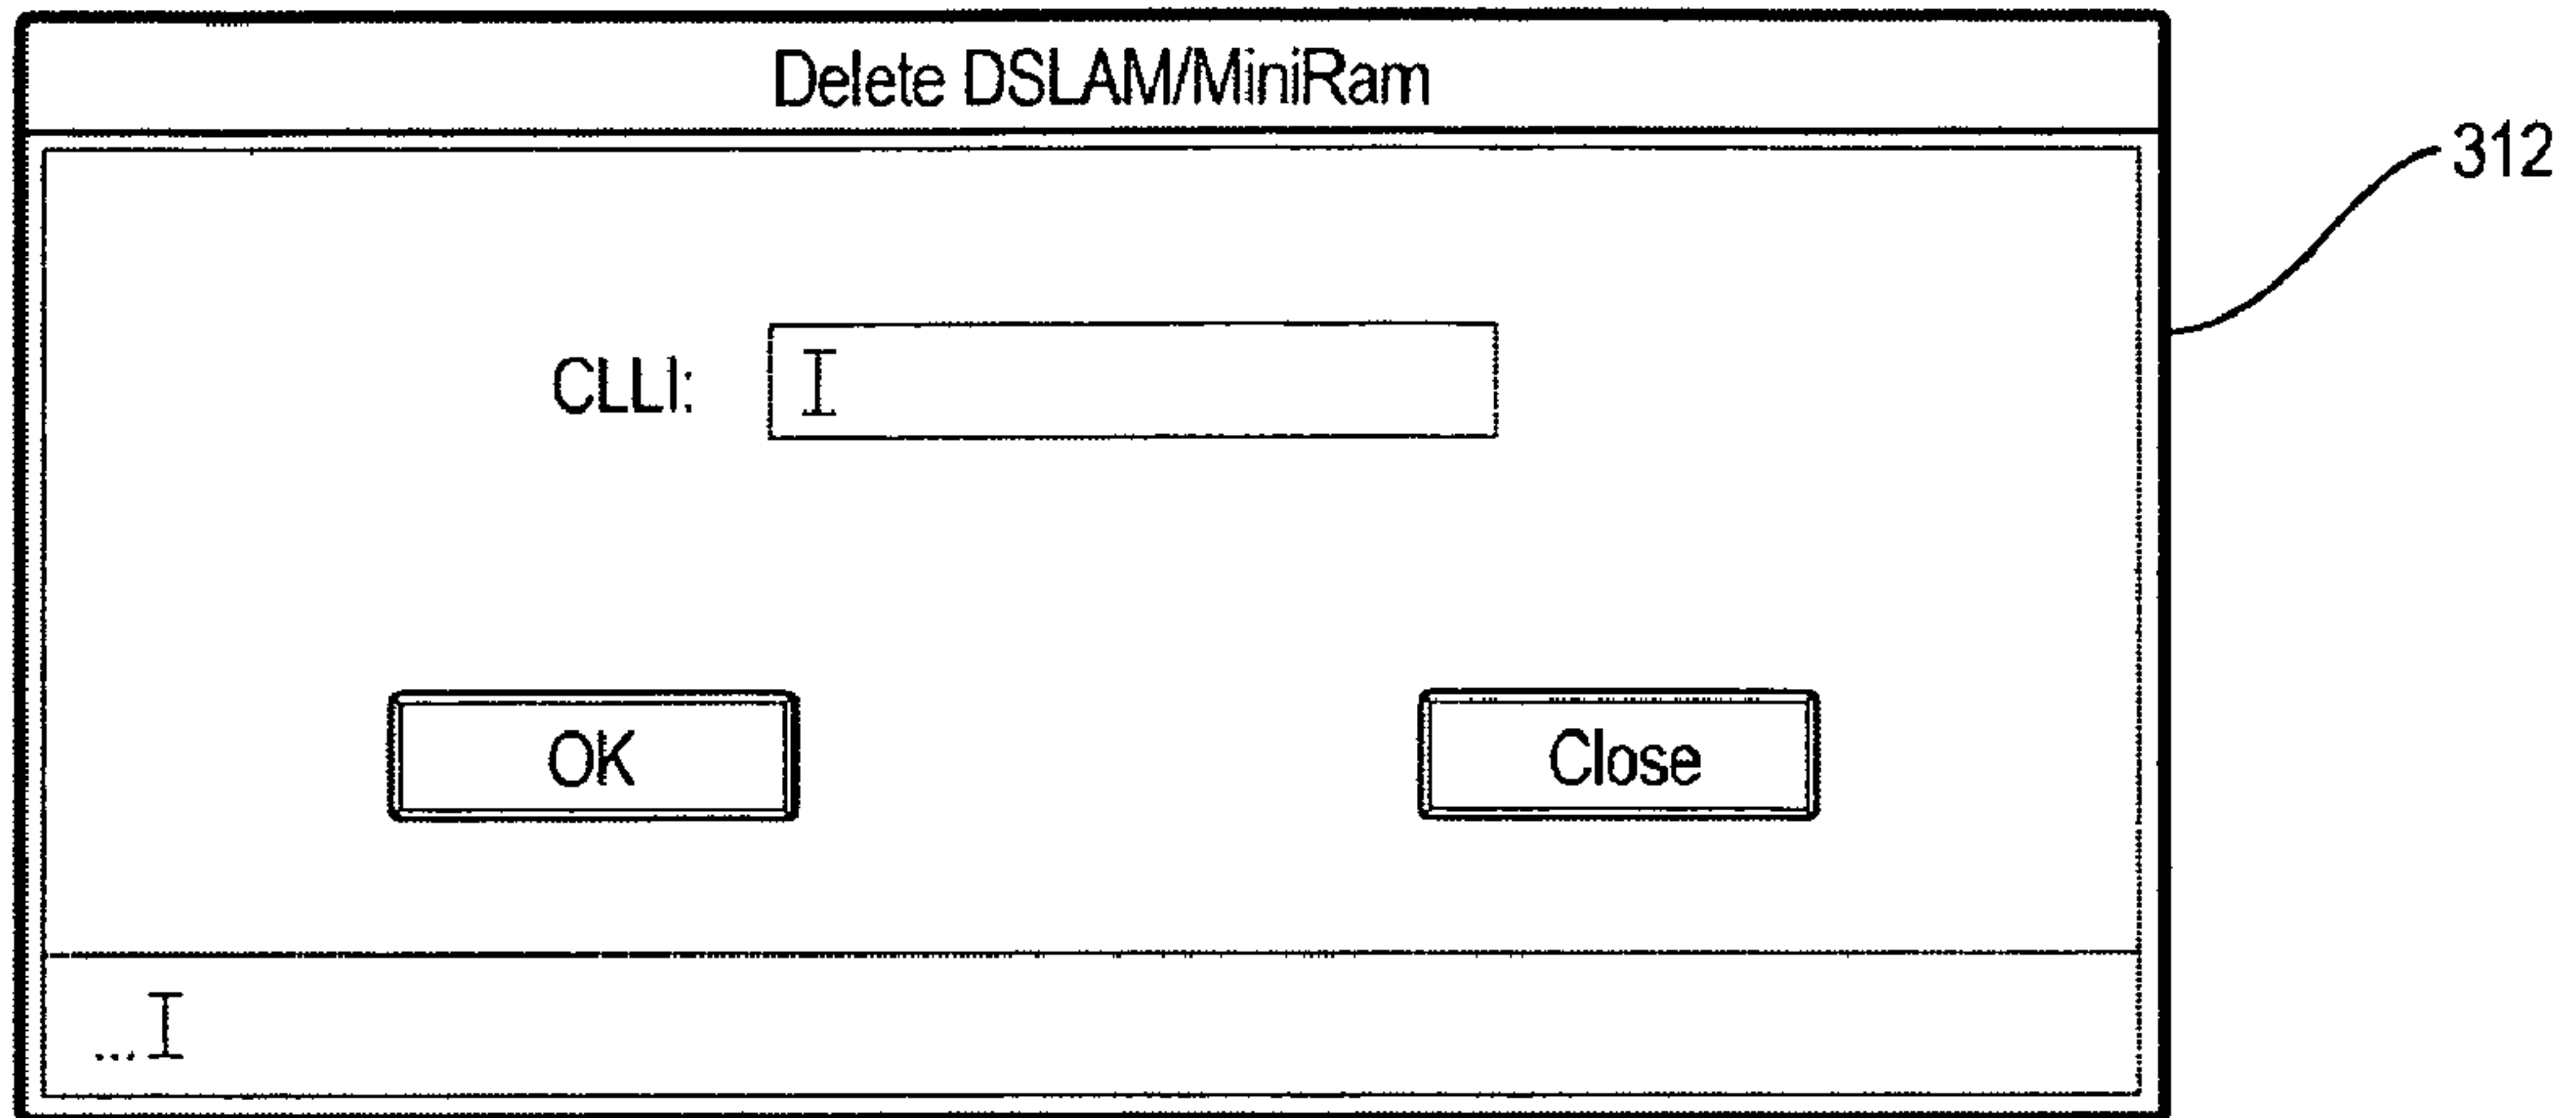 Delete DSLAM/MiniRam
312
CLLI:
OK
Close
...